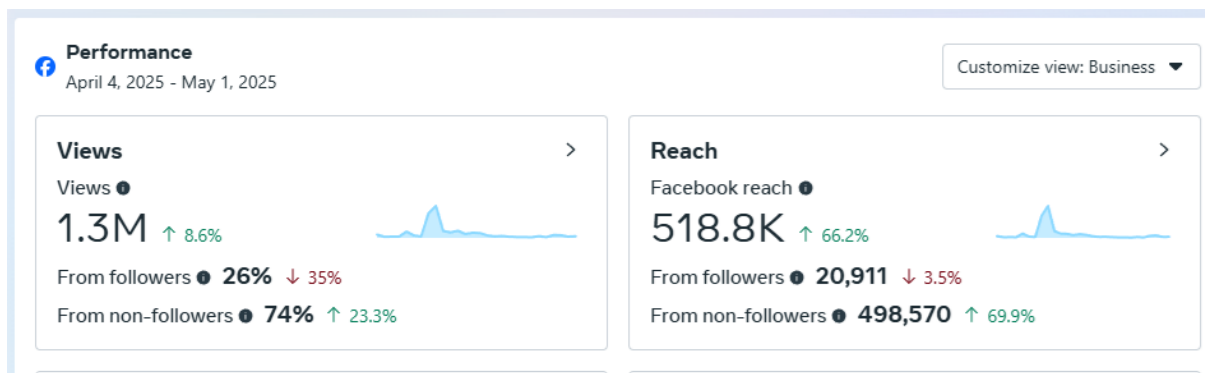 Performance
April 4, 2025 - May 1, 2025
Customize view: Business
Views
Views
1.3M ↑ 8.6%
From followers 26% ↓ 35%
From non-followers 74% ↑ 23.3%
Reach
Facebook reach
518.8K ↑ 66.2%
From followers 20,911 ↓ 3.5%
From non-followers 498,570 ↑ 69.9%